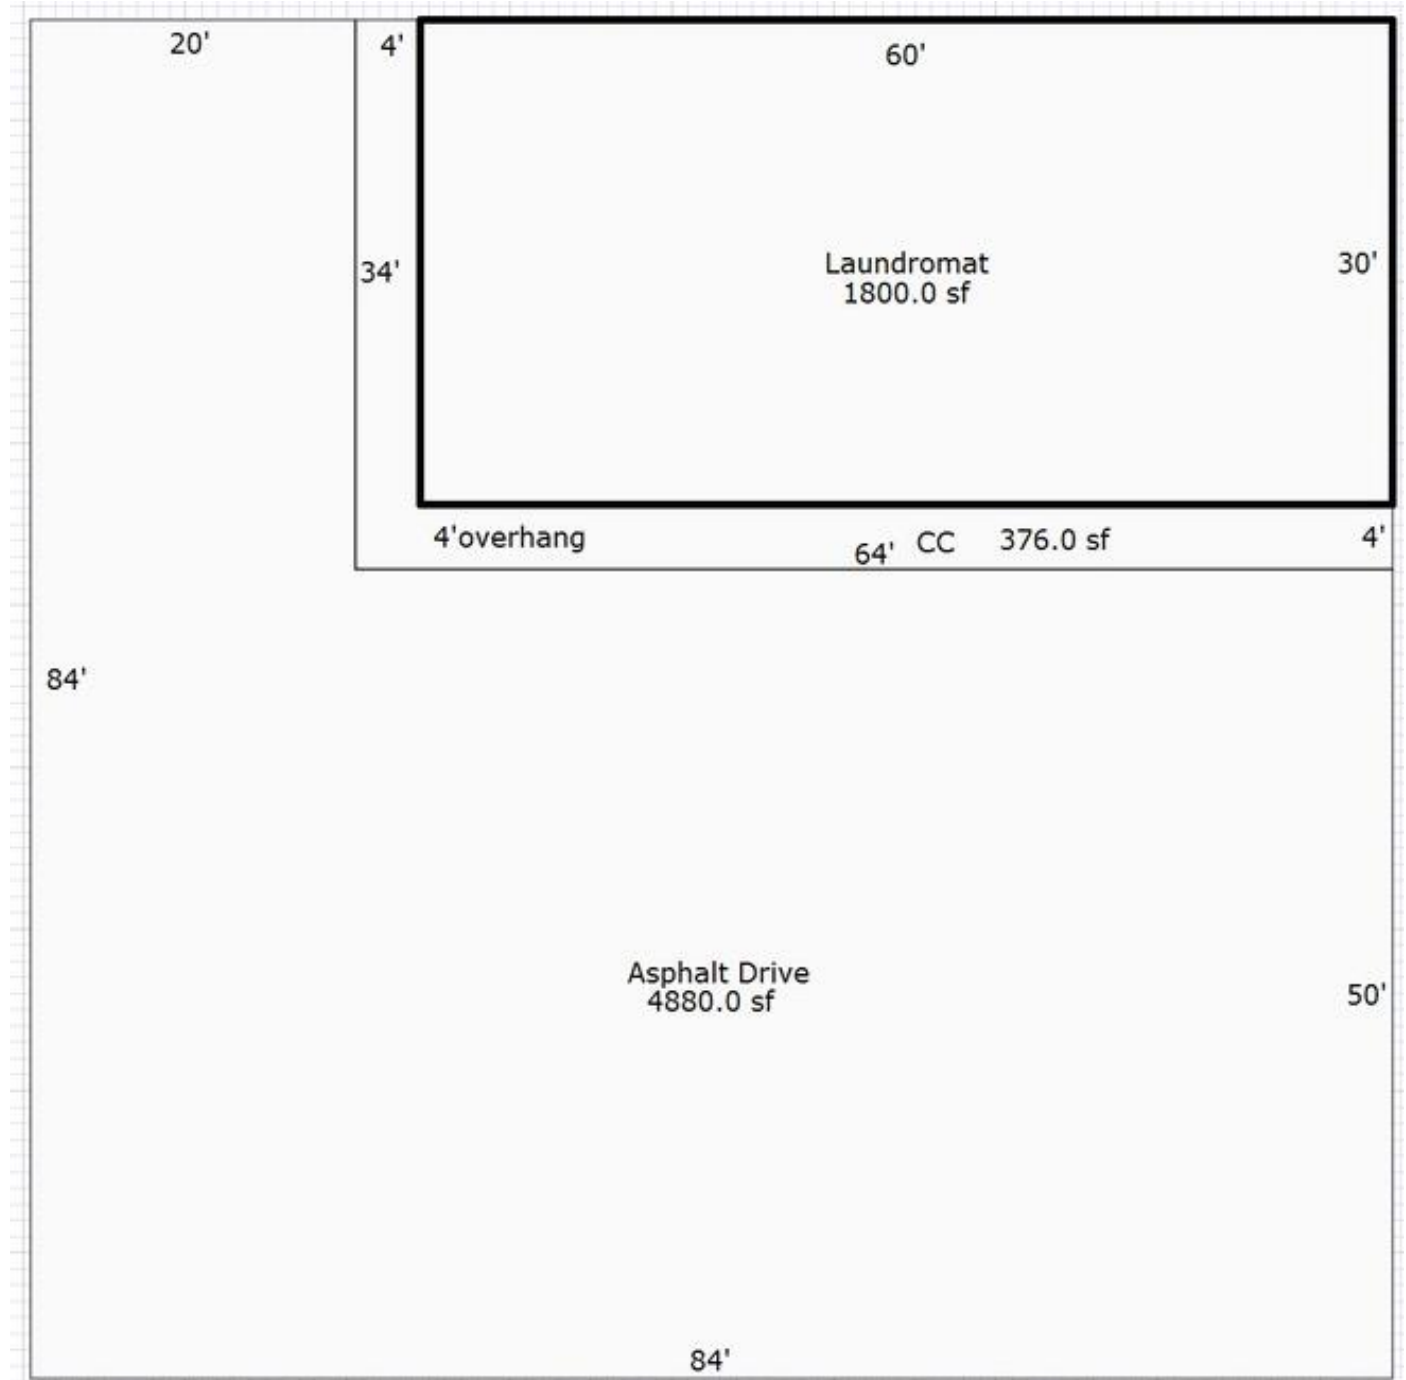 20'
4'
60'
34'
Laundromat
1800.0 sf
30'
4'overhang
64'
CC
376.0 sf
4'
84'
Asphalt Drive
4880.0 sf
50'
84'